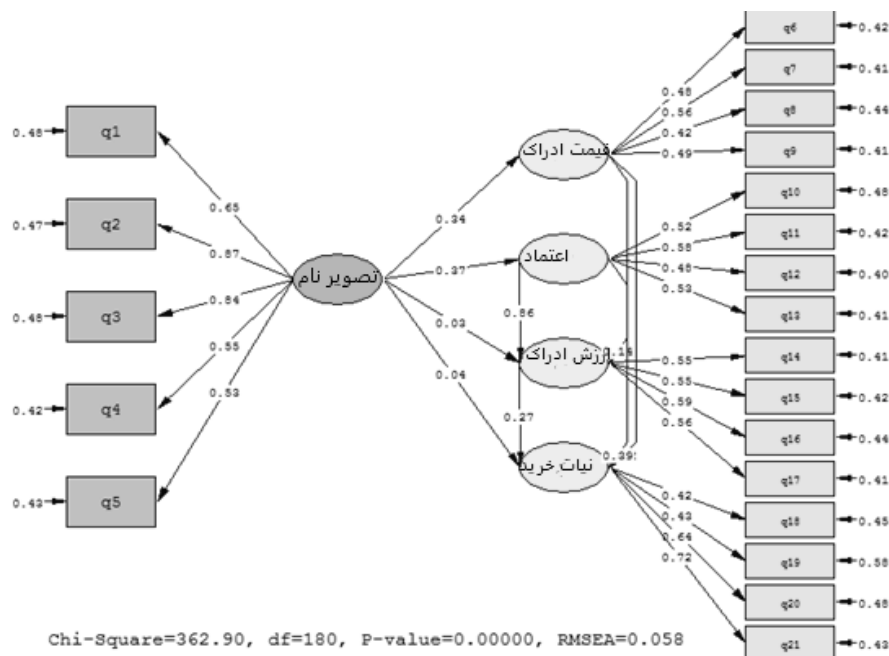 q1
q2
q3
q4
q5
0.48
0.47
0.48
0.42
0.43
0.65
0.87
0.84
0.55
0.53
تصویر نام
0.34
0.37
0.03
0.04
قیمت ادراک
اعتماد
ارزش ادراک
نیات خرید
0.86
0.27
0.39
0.48
0.56
0.42
0.49
0.52
0.58
0.48
0.53
0.55
0.55
0.59
0.56
0.42
0.43
0.64
0.72
q6
q7
q8
q9
q10
q11
q12
q13
q14
q15
q16
q17
q18
q19
q20
q21
0.42
0.41
0.44
0.41
0.48
0.42
0.40
0.41
0.41
0.42
0.44
0.41
0.45
0.58
0.48
0.43
Chi-Square=362.90, df=180, P-value=0.00000, RMSEA=0.058